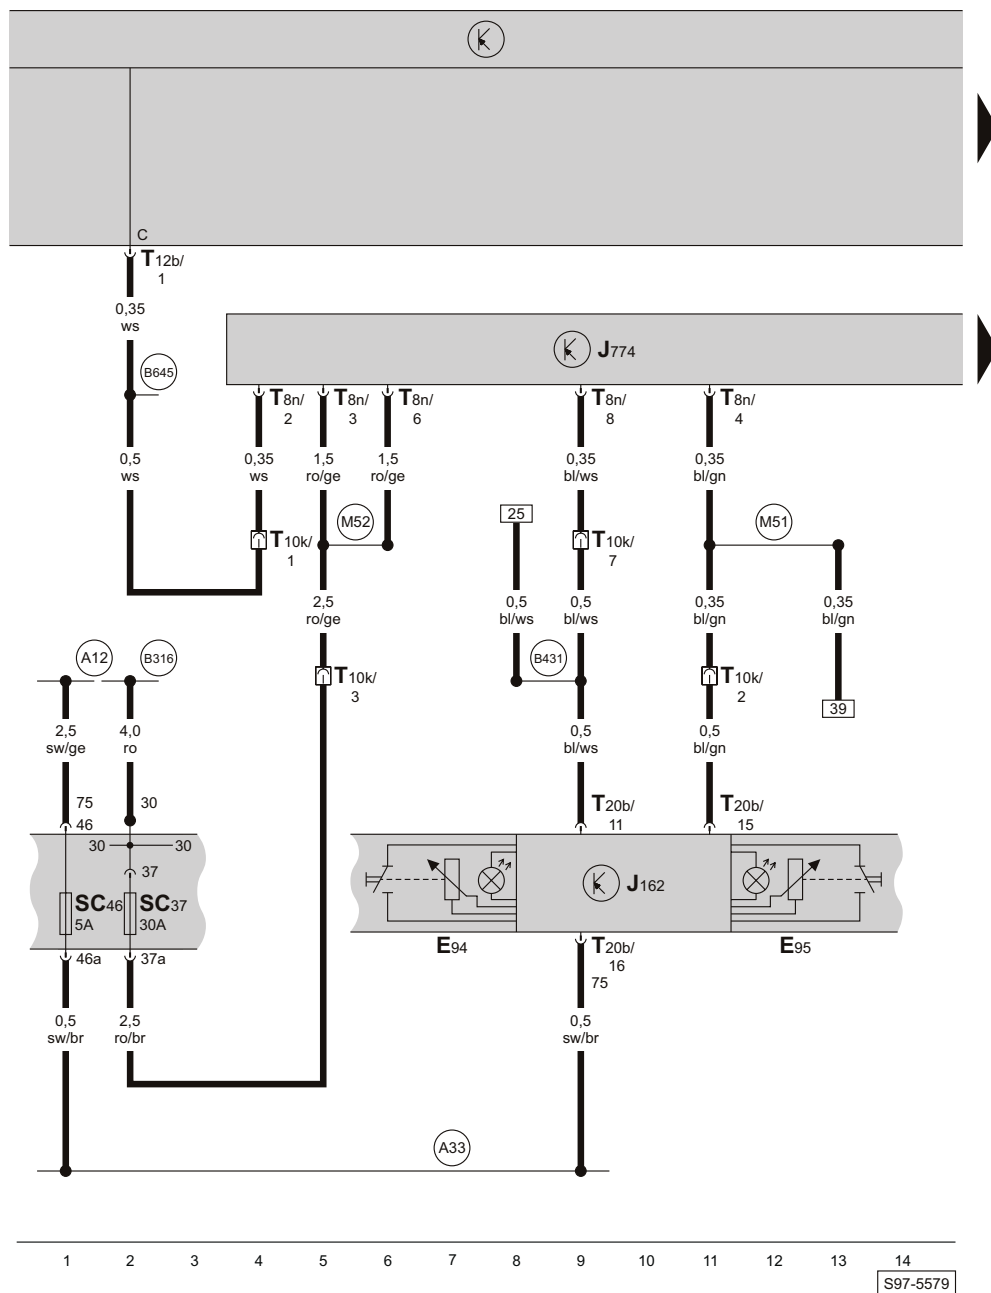 C
T12b/
1
0,35
ws
B645
J774
T8n/
2
T8n/
3
T8n/
6
T8n/
8
T8n/
4
0,5
ws
0,35
ws
1,5
ro/ge
1,5
ro/ge
0,35
bl/ws
0,35
bl/gn
M52
25
M51
T10k/
1
T10k/
7
2,5
ro/ge
0,5
bl/ws
0,5
bl/ws
0,35
bl/gn
0,35
bl/gn
A12
B316
B431
T10k/
3
T10k/
2
39
2,5
sw/ge
4,0
ro
0,5
bl/ws
0,5
bl/gn
75
30
46
T20b/
11
T20b/
15
30
30
37
SC46
5A
SC37
30A
J162
E94
E95
46a
37a
T20b/
16
75
0,5
sw/br
2,5
ro/br
0,5
sw/br
A33
1 2 3 4 5 6 7 8 9 10 11 12 13 14
S97-5579